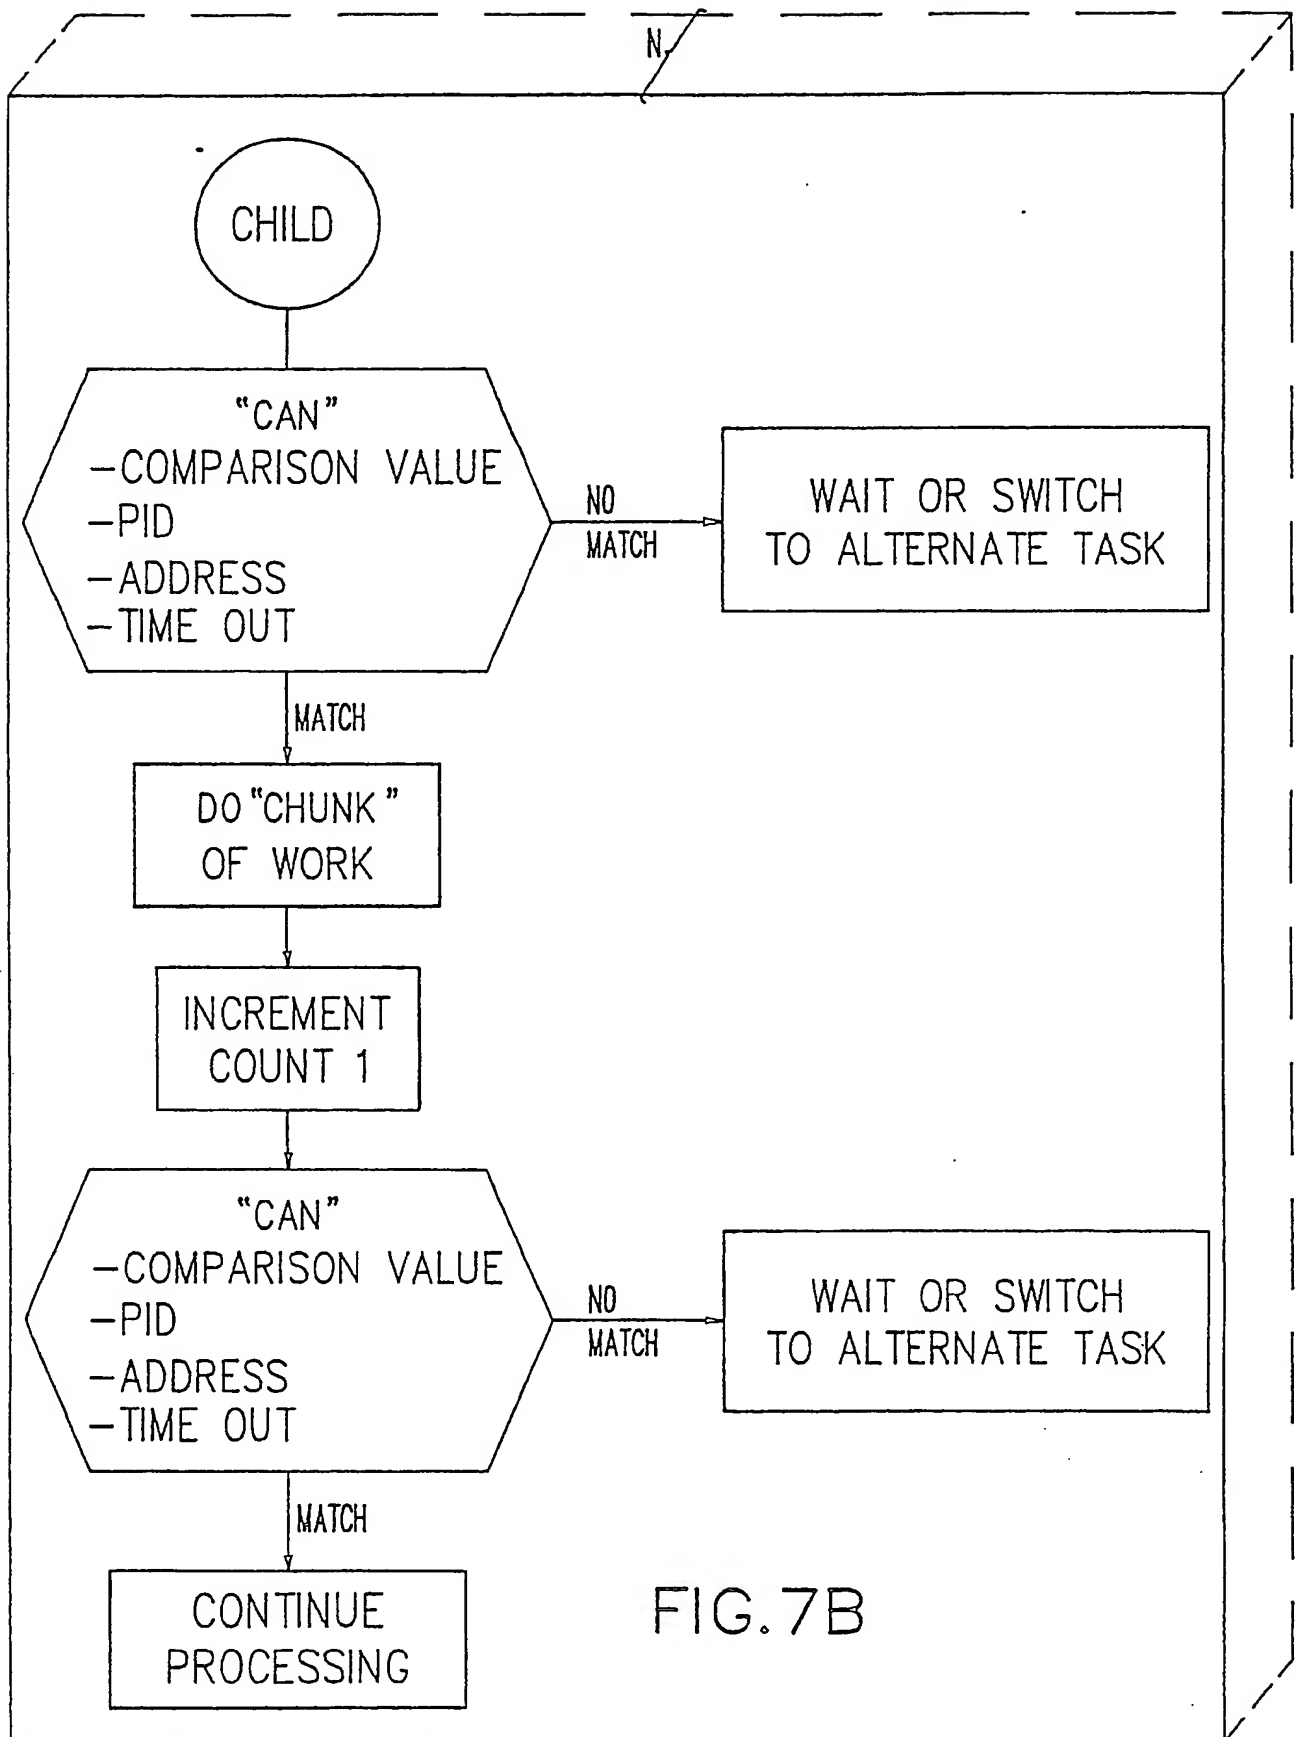 N
CHILD
"CAN"
-COMPARISON VALUE
-PID
-ADDRESS
-TIME OUT
NO
MATCH
WAIT OR SWITCH
TO ALTERNATE TASK
MATCH
DO "CHUNK"
OF WORK
INCREMENT
COUNT 1
"CAN"
-COMPARISON VALUE
-PID
-ADDRESS
-TIME OUT
NO
MATCH
WAIT OR SWITCH
TO ALTERNATE TASK
MATCH
CONTINUE
PROCESSING
FIG. 7B